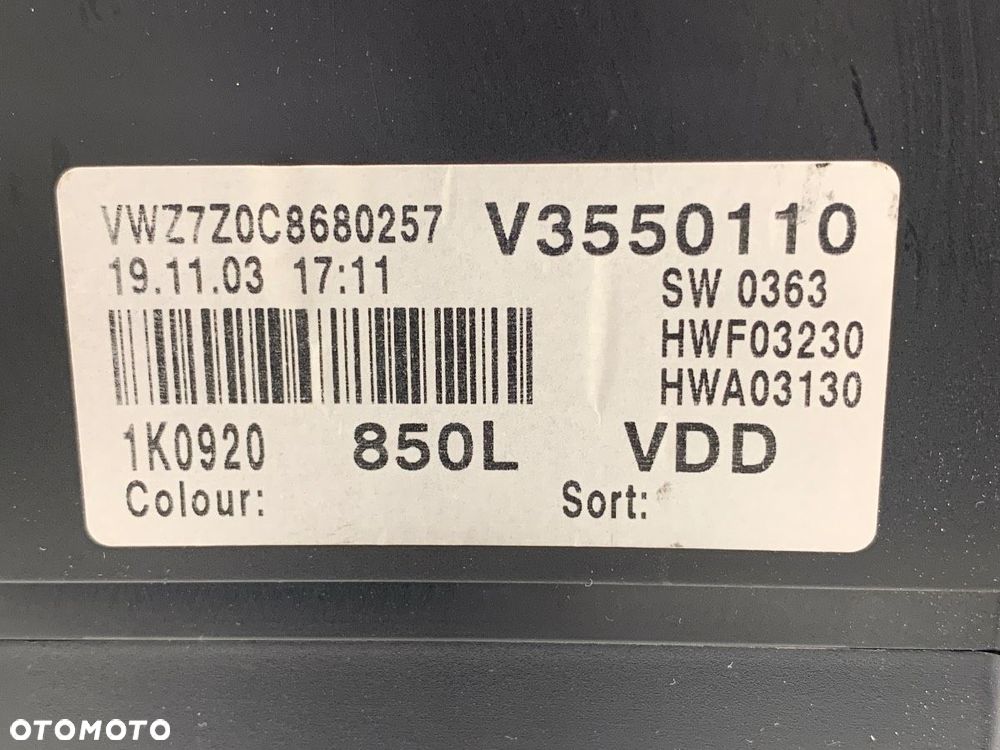 VWZ7Z0C8680257 V3550110
19.11.03 17:11 SW 0363
HWF03230
HWA03130
1K0920 850L VDD
Colour: Sort:
OTOMOTO